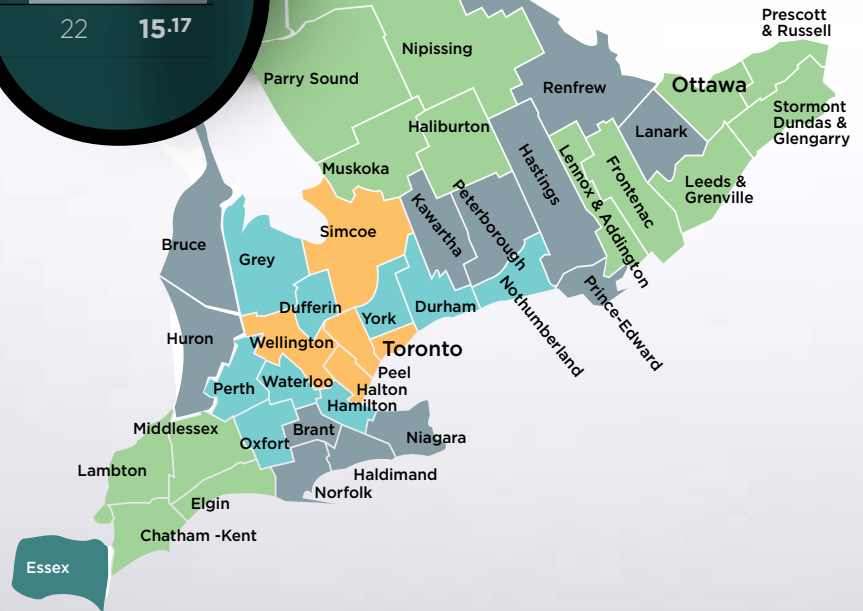 22 15.17
Prescott
& Russell
Nipissing
Parry Sound
Renfrew
Ottawa
Stormont
Dundas &
Glengarry
Haliburton
Lanark
Hastings
Lennox & Addington
Frontenac
Muskoka
Leeds &
Grenville
Kawartha
Peterborough
Simcoe
Bruce
Grey
Dufferin
York
Durham
Nothumberland
Prince-Edward
Huron
Wellington
Toronto
Peel
Waterloo
Perth
Halton
Hamilton
Middlessex
Brant
Oxfort
Niagara
Lambton
Haldimand
Norfolk
Elgin
Chatham -Kent
Essex